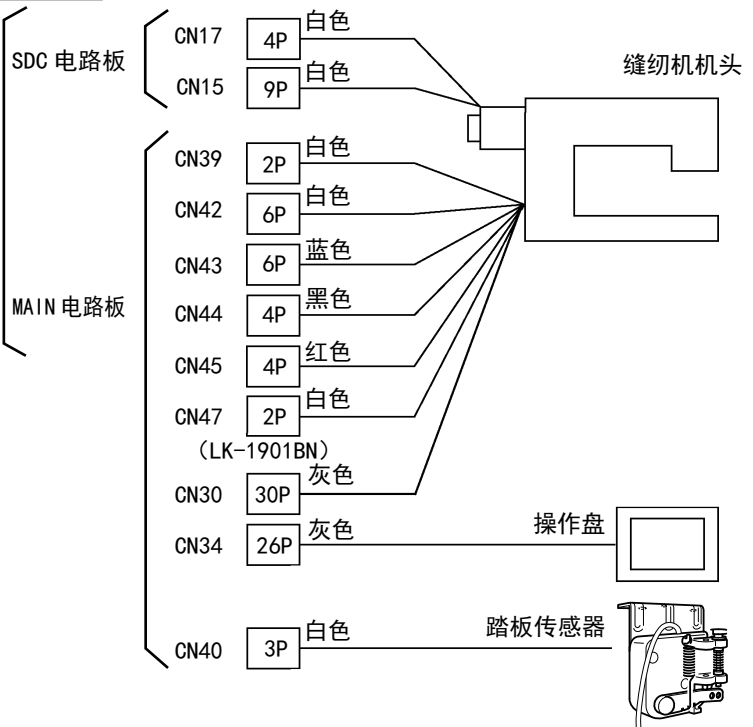 SDC 电路板
CN17 4P 白色
CN15 9P 白色
缝纫机机头
MAIN 电路板
CN39 2P 白色
CN42 6P 白色
CN43 6P 蓝色
CN44 4P 黑色
CN45 4P 红色
CN47 2P 白色
（LK-1901BN）
CN30 30P 灰色
CN34 26P 灰色 操作盘
CN40 3P 白色 踏板传感器